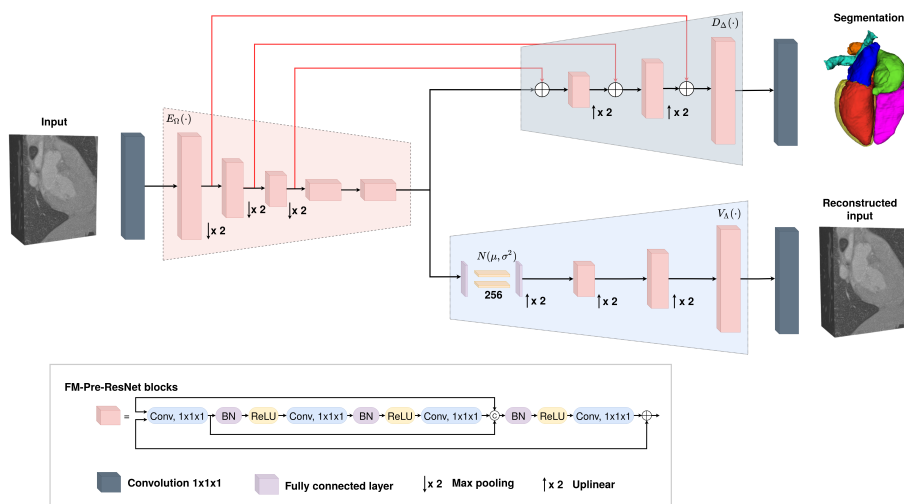 Segmentation
D_Δ(·)
x 2
x 2
E_Ω(·)
Input
x 2
x 2
x 2
Reconstructed
input
V_Λ(·)
N(μ, σ²)
256
x 2
x 2
x 2
FM-Pre-ResNet blocks
= Conv, 1x1x1 BN ReLU Conv, 1x1x1 BN ReLU Conv, 1x1x1 C BN ReLU Conv, 1x1x1
Convolution 1x1x1 Fully connected layer x 2 Max pooling x 2 Uplinear